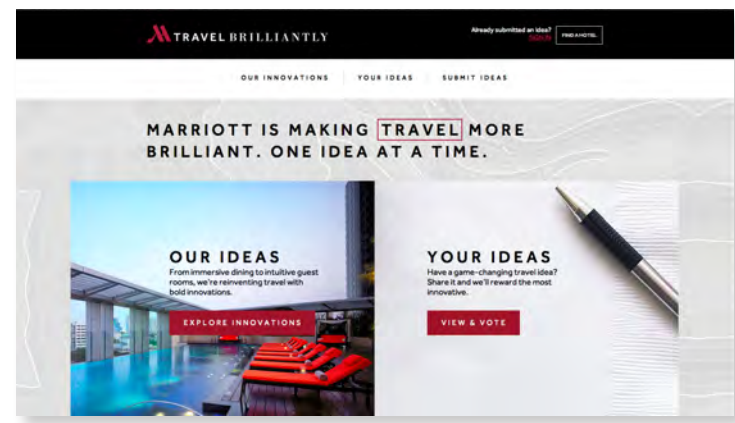 TRAVEL BRILLIANTLY
Already submitted an idea?
SIGN IN
FIND A HOTEL
OUR INNOVATIONS
YOUR IDEAS
SUBMIT IDEAS
MARRIOTT IS MAKING TRAVEL MORE
BRILLIANT. ONE IDEA AT A TIME.
OUR IDEAS
From immersive dining to intuitive guest
rooms, we're reinventing travel with
bold innovations.
EXPLORE INNOVATIONS
YOUR IDEAS
Have a game-changing travel idea?
Share it and we'll reward the most
innovative.
VIEW & VOTE